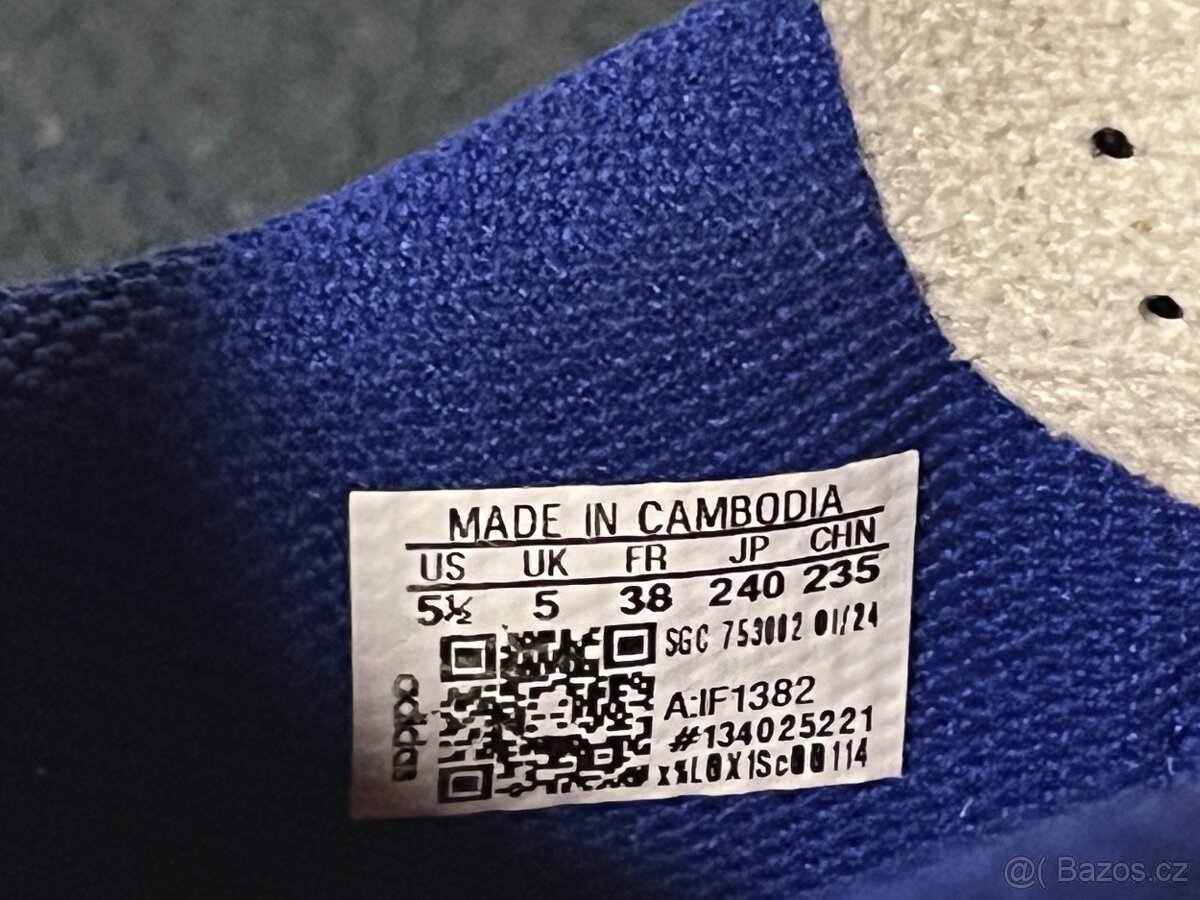 MADE IN CAMBODIA
US UK FR JP CHN
5½ 5 38 240 235
SGC 753002 01/24
adidas
A:IF1382
#134025221
@( Bazos.cz